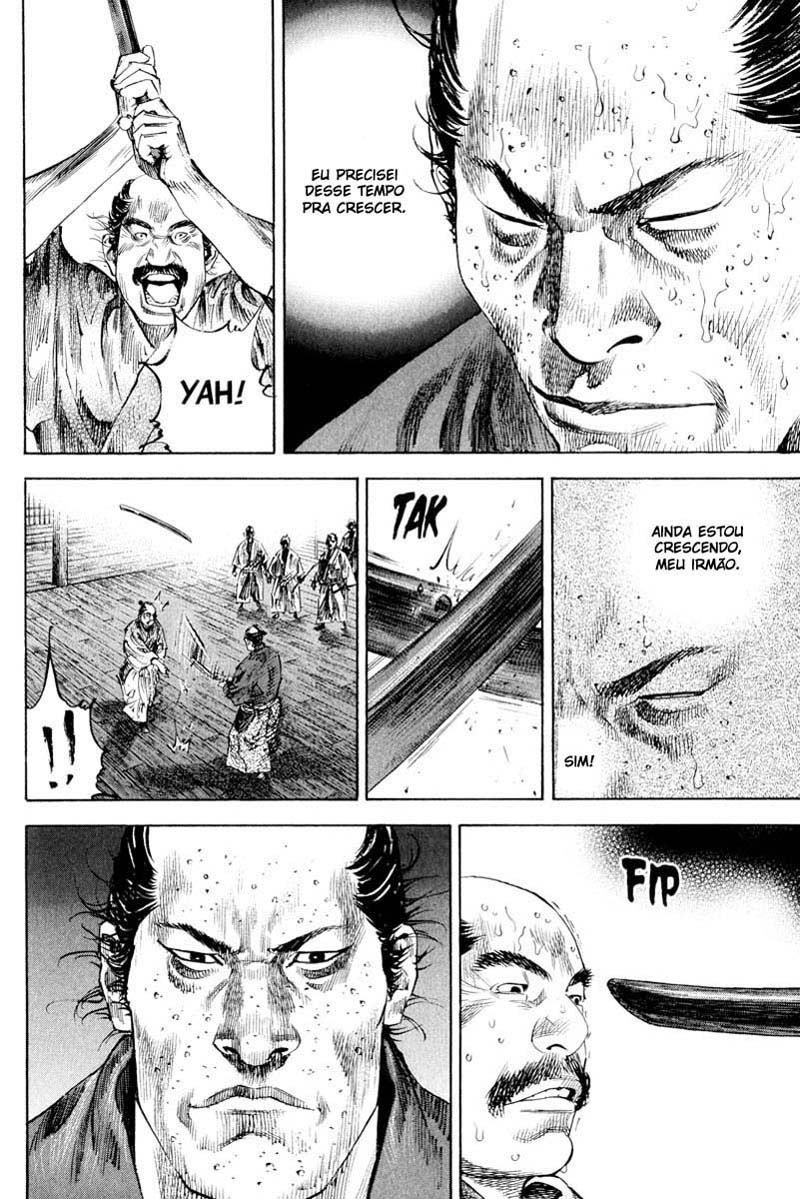 EU PRECISEI
DESSE TEMPO
PRA CRESCER.
YAH!
AINDA ESTOU
CRESCENDO,
MEU IRMÃO.
SIM!
TAK
!!
FIP